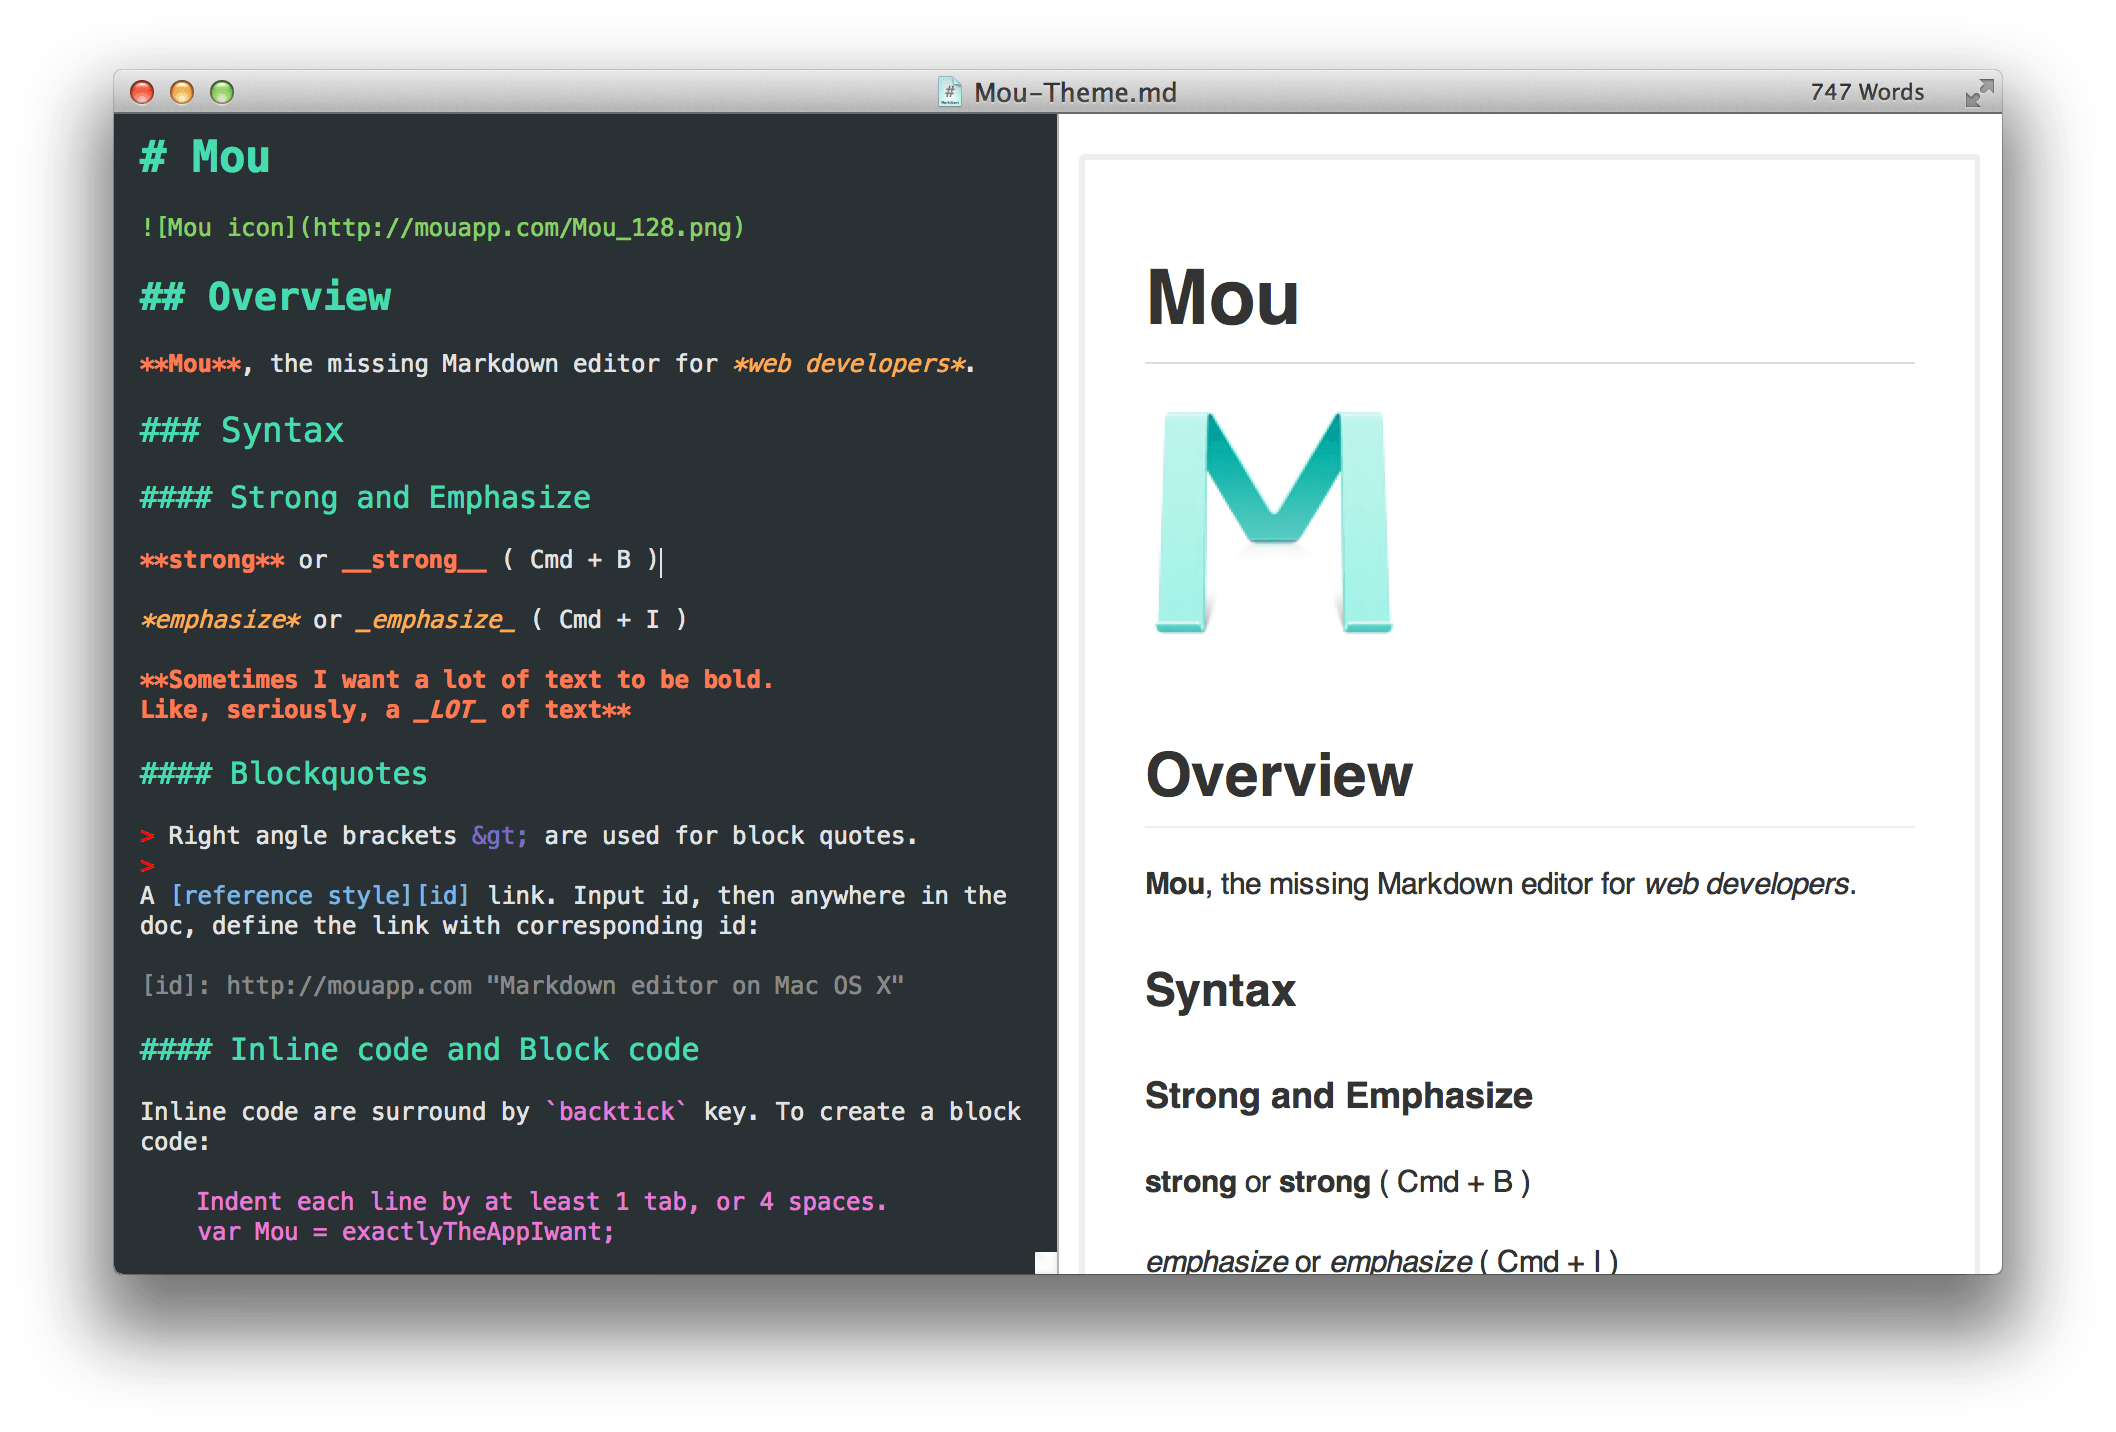 Mou-Theme.md
747 Words
# Mou
![Mou icon](http://mouapp.com/Mou_128.png)
## Overview
**Mou**, the missing Markdown editor for *web developers*.
### Syntax
#### Strong and Emphasize
**strong** or __strong__ ( Cmd + B )
*emphasize* or _emphasize_ ( Cmd + I )
**Sometimes I want a lot of text to be bold.
Like, seriously, a _LOT_ of text**
#### Blockquotes
> Right angle brackets &gt; are used for block quotes.
>
A [reference style][id] link. Input id, then anywhere in the
doc, define the link with corresponding id:
[id]: http://mouapp.com "Markdown editor on Mac OS X"
#### Inline code and Block code
Inline code are surround by `backtick` key. To create a block
code:
Indent each line by at least 1 tab, or 4 spaces.
var Mou = exactlyTheAppIwant;
Mou
M
Overview
Mou, the missing Markdown editor for web developers.
Syntax
Strong and Emphasize
strong or strong ( Cmd + B )
emphasize or emphasize ( Cmd + I )